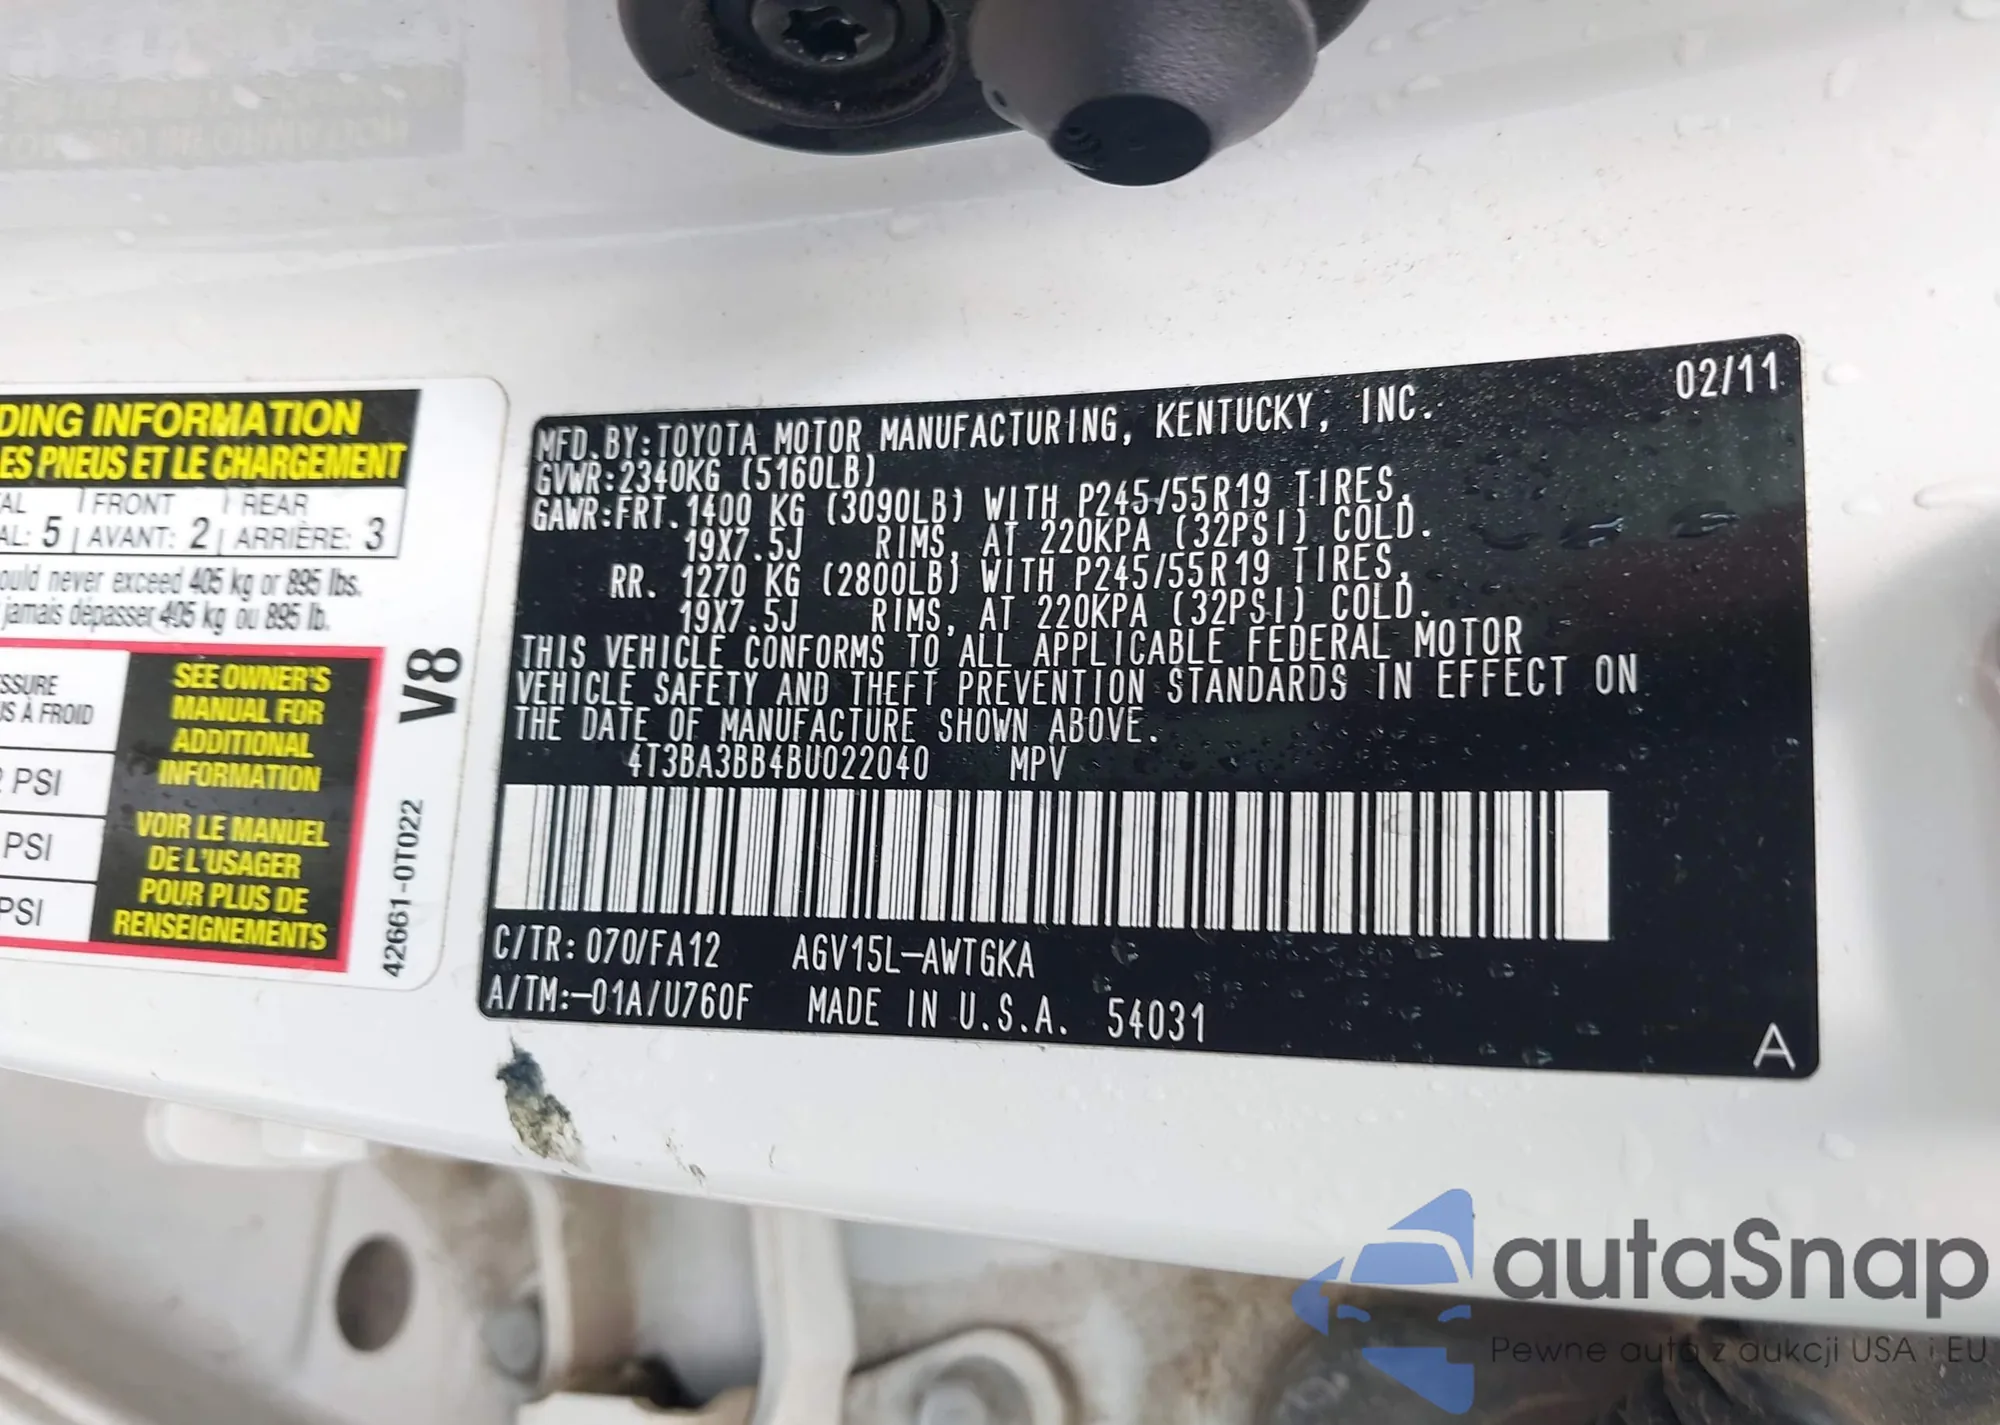 DING INFORMATION
ES PNEUS ET LE CHARGEMENT
AL FRONT REAR
AL: 5 AVANT: 2 ARRIÈRE: 3
ould never exceed 405 kg or 895 lbs.
jamais dépasser 405 kg ou 895 lb.
SSURE
US À FROID
PSI
PSI
PSI
SEE OWNER'S
MANUAL FOR
ADDITIONAL
INFORMATION
VOIR LE MANUEL
DE L'USAGER
POUR PLUS DE
RENSEIGNEMENTS
V8
42661-0T022
02/11
MFD.BY:TOYOTA MOTOR MANUFACTURING, KENTUCKY, INC.
GVWR:2340KG (5160LB)
GAWR:FRT.1400 KG (3090LB) WITH P245/55R19 TIRES,
19X7.5J RIMS, AT 220KPA (32PSI) COLD.
RR. 1270 KG (2800LB) WITH P245/55R19 TIRES,
19X7.5J RIMS, AT 220KPA (32PSI) COLD.
THIS VEHICLE CONFORMS TO ALL APPLICABLE FEDERAL MOTOR
VEHICLE SAFETY AND THEFT PREVENTION STANDARDS IN EFFECT ON
THE DATE OF MANUFACTURE SHOWN ABOVE.
4T3BA3BB4BU022040 MPV
C/TR: 070/FA12 AGV15L-AWTGKA
A/TM:-01A/U760F MADE IN U.S.A. 54031
A
autaSnap
Pewne auta z aukcji USA i EU